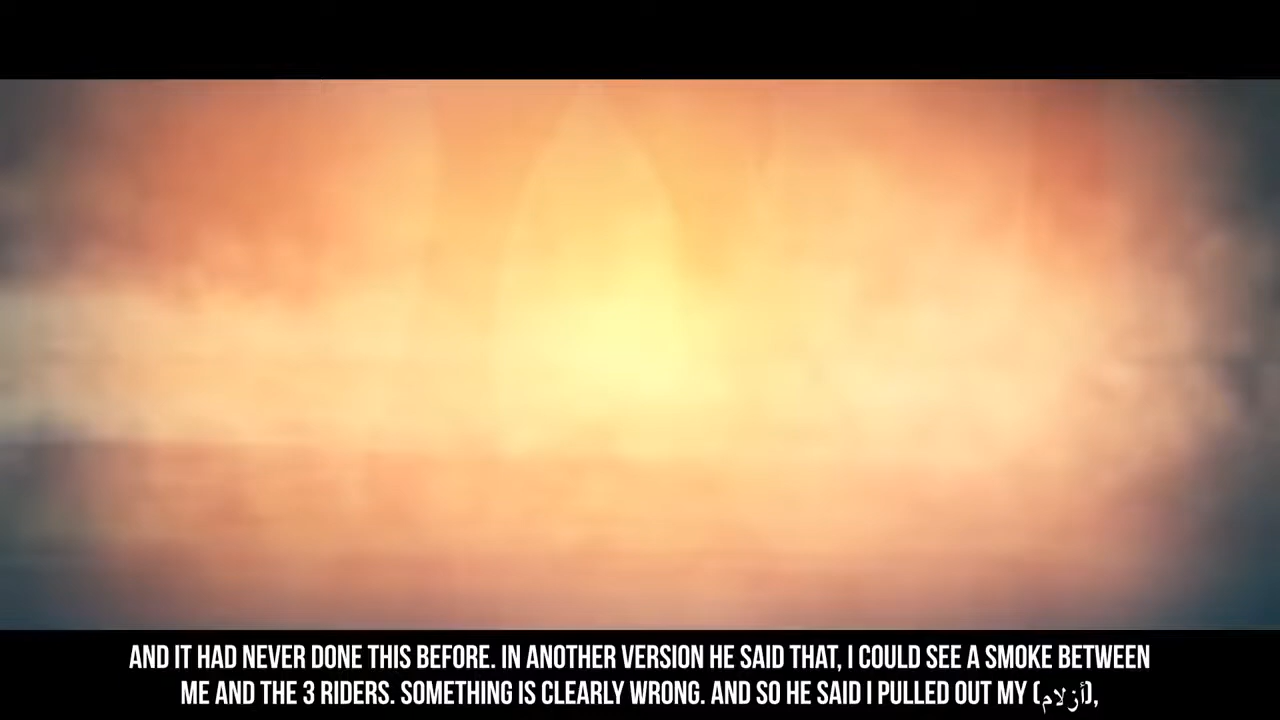 AND IT HAD NEVER DONE THIS BEFORE. IN ANOTHER VERSION HE SAID THAT, I COULD SEE A SMOKE BETWEEN
ME AND THE 3 RIDERS. SOMETHING IS CLEARLY WRONG. AND SO HE SAID I PULLED OUT MY (أزلام),